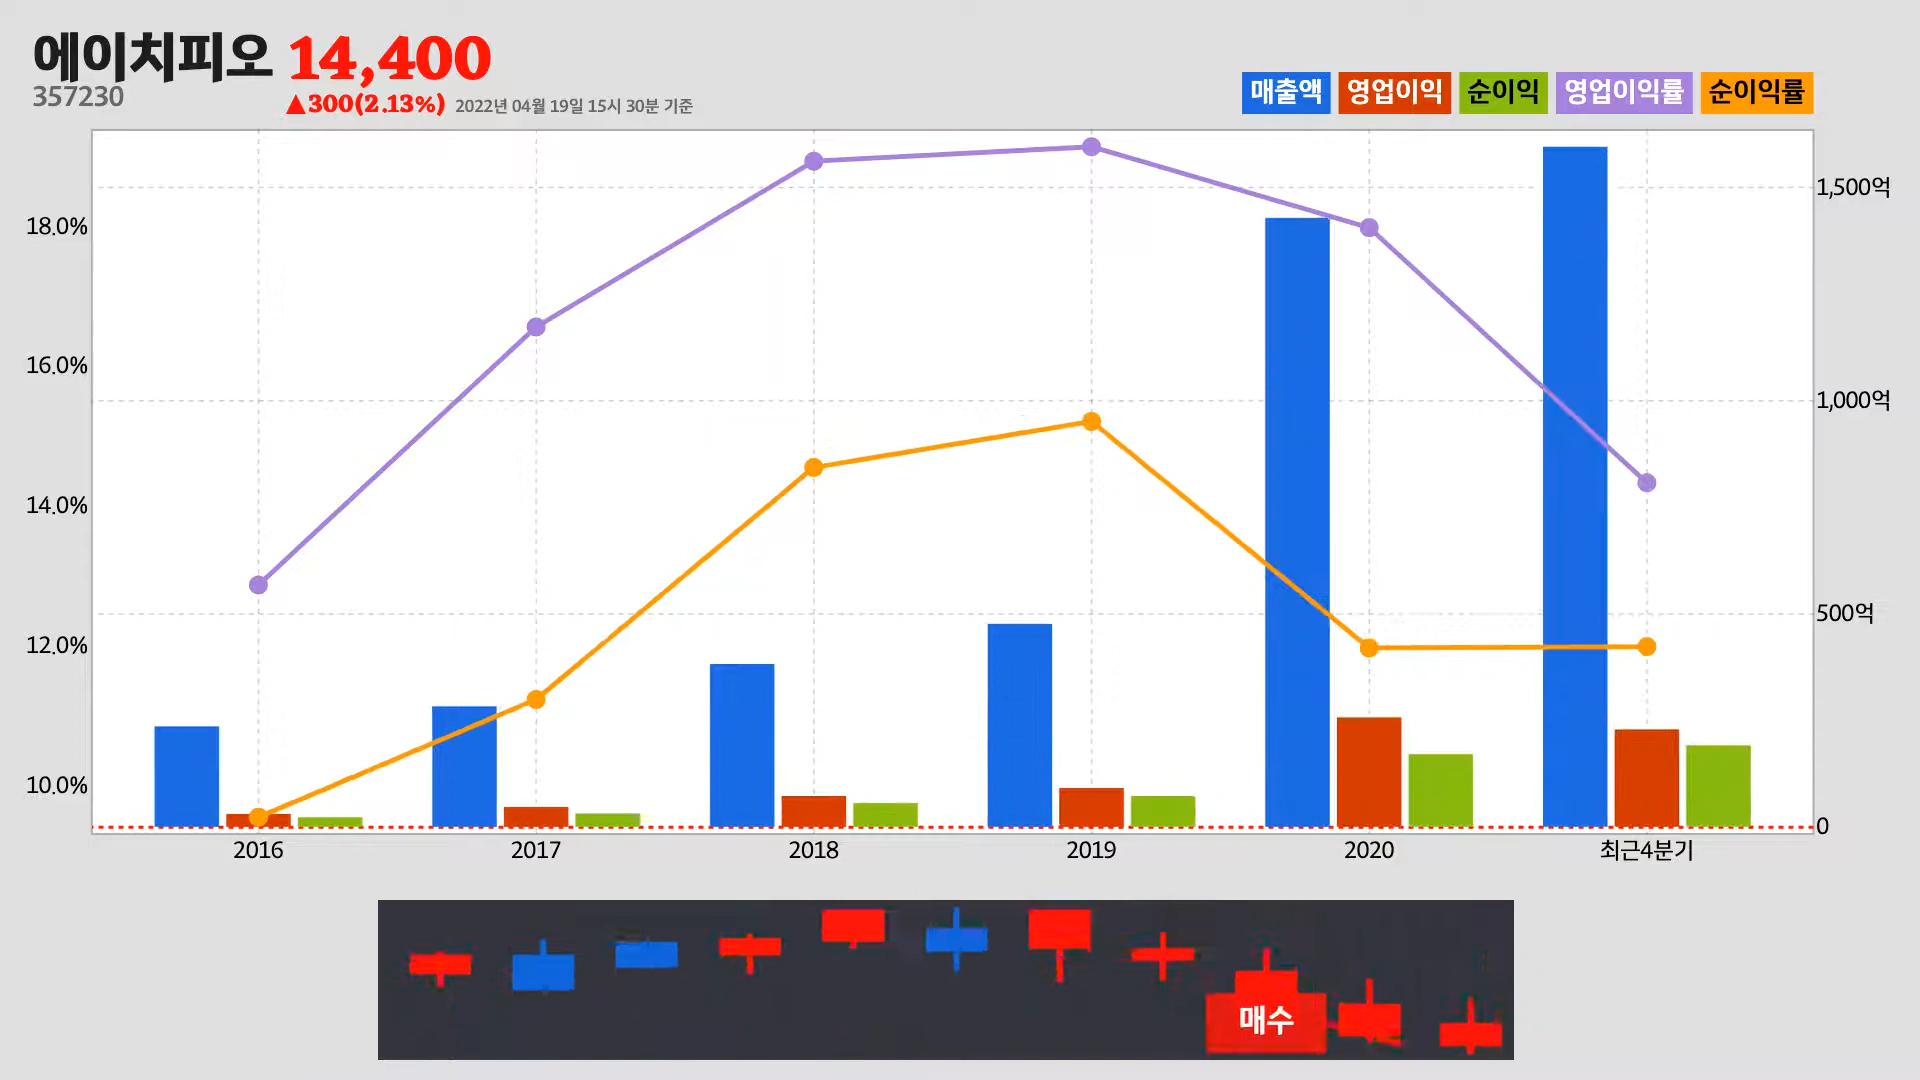 에이치피오 14,400
357230
▲300(2.13%) 2022년 04월 19일 15시 30분 기준
매출액 영업이익 순이익 영업이익률 순이익률
1,500억
18.0%
16.0%
1,000억
14.0%
500억
12.0%
10.0%
0
2016 2017 2018 2019 2020 최근4분기
매수